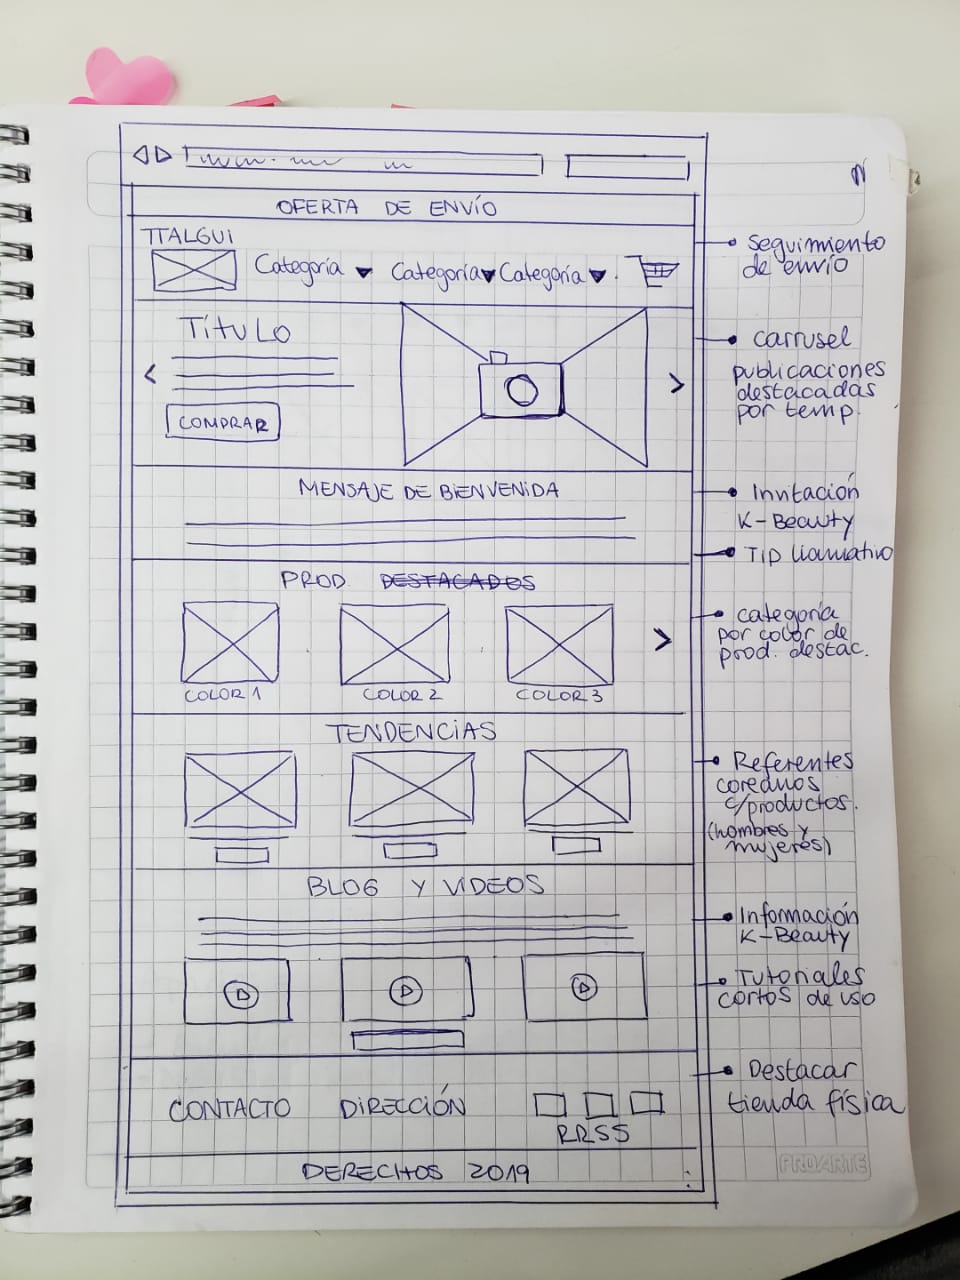 OFERTA DE ENVÍO
TTALGUI
Categoría Categoría Categoría
Título
COMPRAR
MENSAJE DE BIENVENIDA
PROD. DESTACADOS
COLOR 1 COLOR 2 COLOR 3
TENDENCIAS
BLOG Y VIDEOS
CONTACTO DIRECCIÓN
RRSS
DERECHOS 2019
Seguimiento
de envío
Carrusel
publicaciones
destacadas
por temp.
Invitación
K-Beauty
Tip llamativo
categoría
por color de
prod. destac.
Referentes
coreanos
c/productos.
(hombres y
mujeres)
Información
K-Beauty
Tutoriales
cortos de uso
Destacar
tienda física
PROARTE